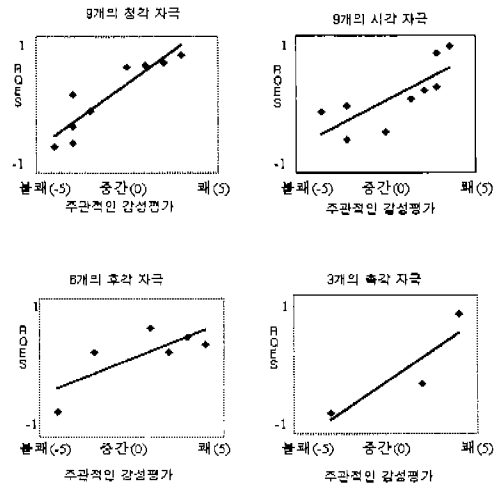 9개의 청각 자극
1
RQES
-1
불쾌(-5) 중간(0) 쾌(5)
주관적인 감성평가
9개의 시각 자극
1
RQES
-1
불쾌(-5) 중간(0) 쾌(5)
주관적인 감성평가
6개의 후각 자극
1
RQES
-1
불쾌(-5) 중간(0) 쾌(5)
주관적인 감성평가
3개의 촉각 자극
1
RQES
-1
불쾌(-5) 중간(0) 쾌(5)
주관적인 감성평가